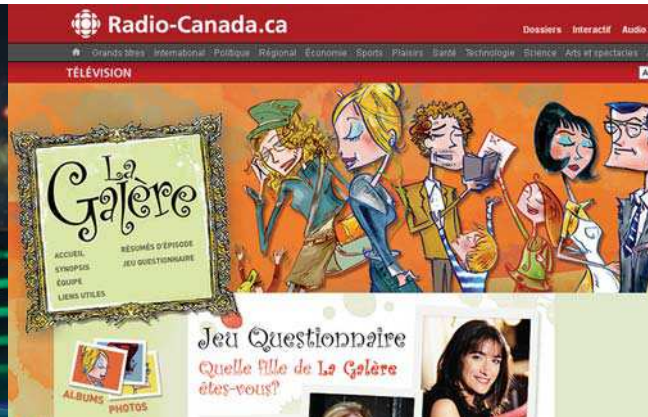 Radio-Canada.ca
Dossiers Interactif Audio
Grands titres International Politique Régional Économie Sports Plaisirs Santé Technologie Science Arts et spectacles
TÉLÉVISION
A
La
Galère
ACCUEIL
SYNOPSIS
ÉQUIPE
LIENS UTILES
RÉSUMÉS D'ÉPISODE
JEU QUESTIONNAIRE
ALBUMS
PHOTOS
Jeu Questionnaire
Quelle fille de La Galère
êtes-vous?